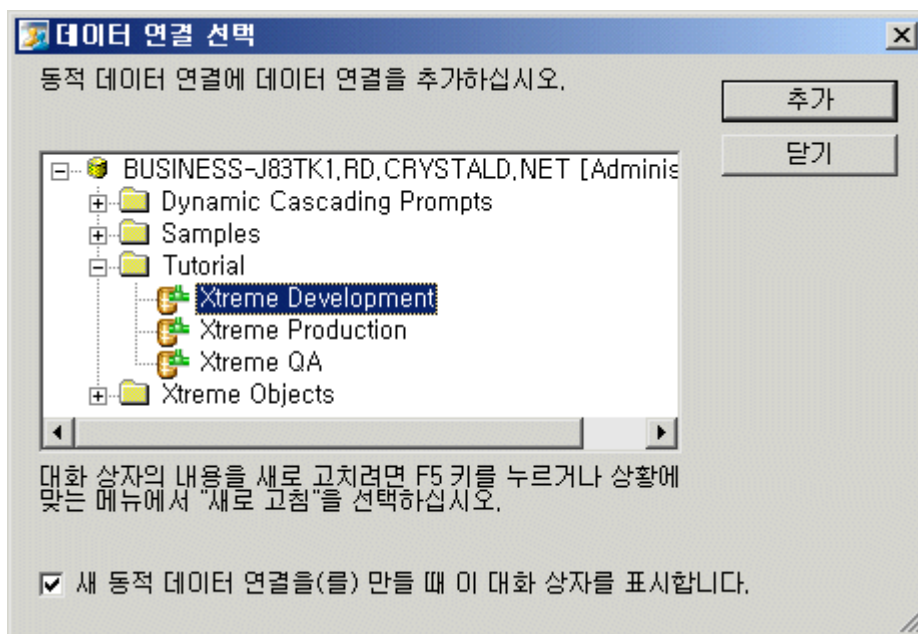 데이터 연결 선택
동적 데이터 연결에 데이터 연결을 추가하십시오.
추가
닫기
BUSINESS-J83TK1.RD.CRYSTALD.NET [Adminis
Dynamic Cascading Prompts
Samples
Tutorial
Xtreme Development
Xtreme Production
Xtreme QA
Xtreme Objects
대화 상자의 내용을 새로 고치려면 F5 키를 누르거나 상황에
맞는 메뉴에서 "새로 고침"을 선택하십시오.
새 동적 데이터 연결을(를) 만들 때 이 대화 상자를 표시합니다.